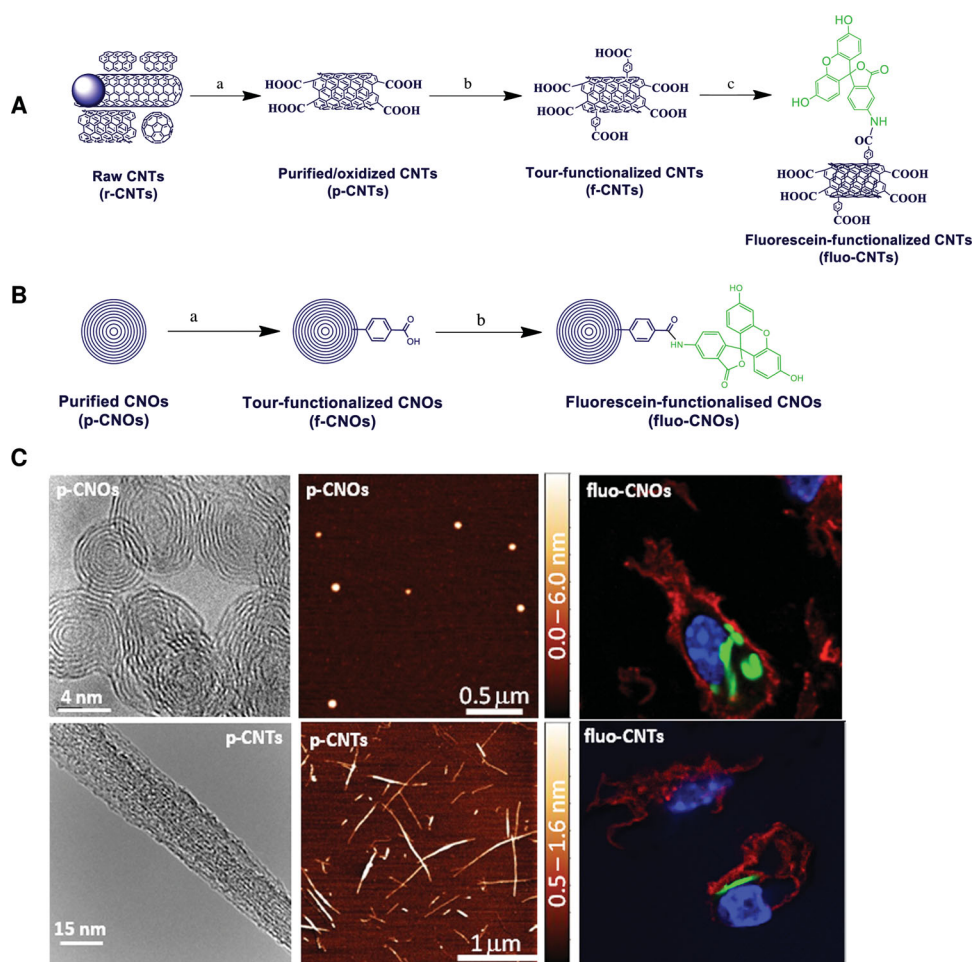 A
a
b
c
HOOC
COOH
HOOC
COOH
HOOC
HOOC
COOH
HOOC
COOH
COOH
HO
O
O
O
HO
NH
OC
HOOC
COOH
HOOC
COOH
COOH
Raw CNTs
(r-CNTs)
Purified/oxidized CNTs
(p-CNTs)
Tour-functionalized CNTs
(f-CNTs)
Fluorescein-functionalized CNTs
(fluo-CNTs)
B
a
b
O
OH
O
NH
HO
O
O
O
OH
Purified CNOs
(p-CNOs)
Tour-functionalized CNOs
(f-CNOs)
Fluorescein-functionalised CNOs
(fluo-CNOs)
C
p-CNOs
4 nm
p-CNOs
0.5 μm
0.0 – 6.0 nm
fluo-CNOs
p-CNTs
15 nm
p-CNTs
1 μm
0.5 – 1.6 nm
fluo-CNTs